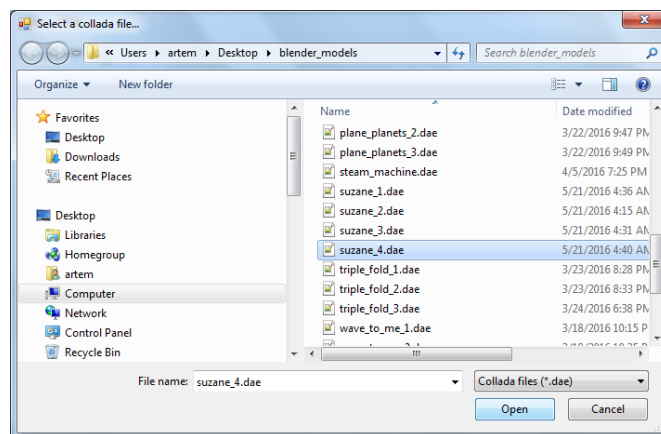 Select a collada file...
« Users artem Desktop blender_models Search blender_models
Organize New folder
Favorites
Desktop
Downloads
Recent Places
Desktop
Libraries
Homegroup
artem
Computer
Network
Control Panel
Recycle Bin
Name Date modified
plane_planets_2.dae 3/22/2016 9:47 PM
plane_planets_3.dae 3/22/2016 9:49 PM
steam_machine.dae 4/5/2016 7:25 PM
suzane_1.dae 5/21/2016 4:36 AM
suzane_2.dae 5/21/2016 4:15 AM
suzane_3.dae 5/21/2016 4:31 AM
suzane_4.dae 5/21/2016 4:40 AM
triple_fold_1.dae 3/23/2016 8:28 PM
triple_fold_2.dae 3/23/2016 8:33 PM
triple_fold_3.dae 3/24/2016 6:38 PM
wave_to_me_1.dae 3/18/2016 10:15 P
File name: suzane_4.dae Collada files (*.dae)
Open Cancel